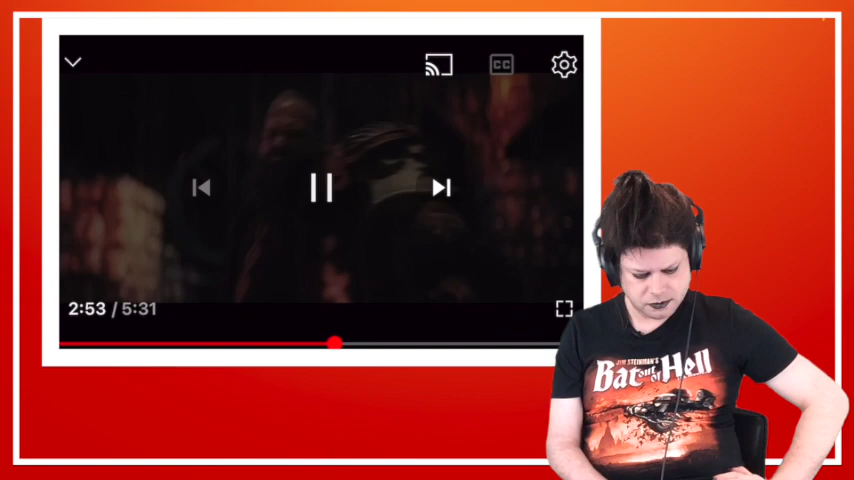 CC
2:53 / 5:31
JIM STEINMAN'S
Bat out of Hell